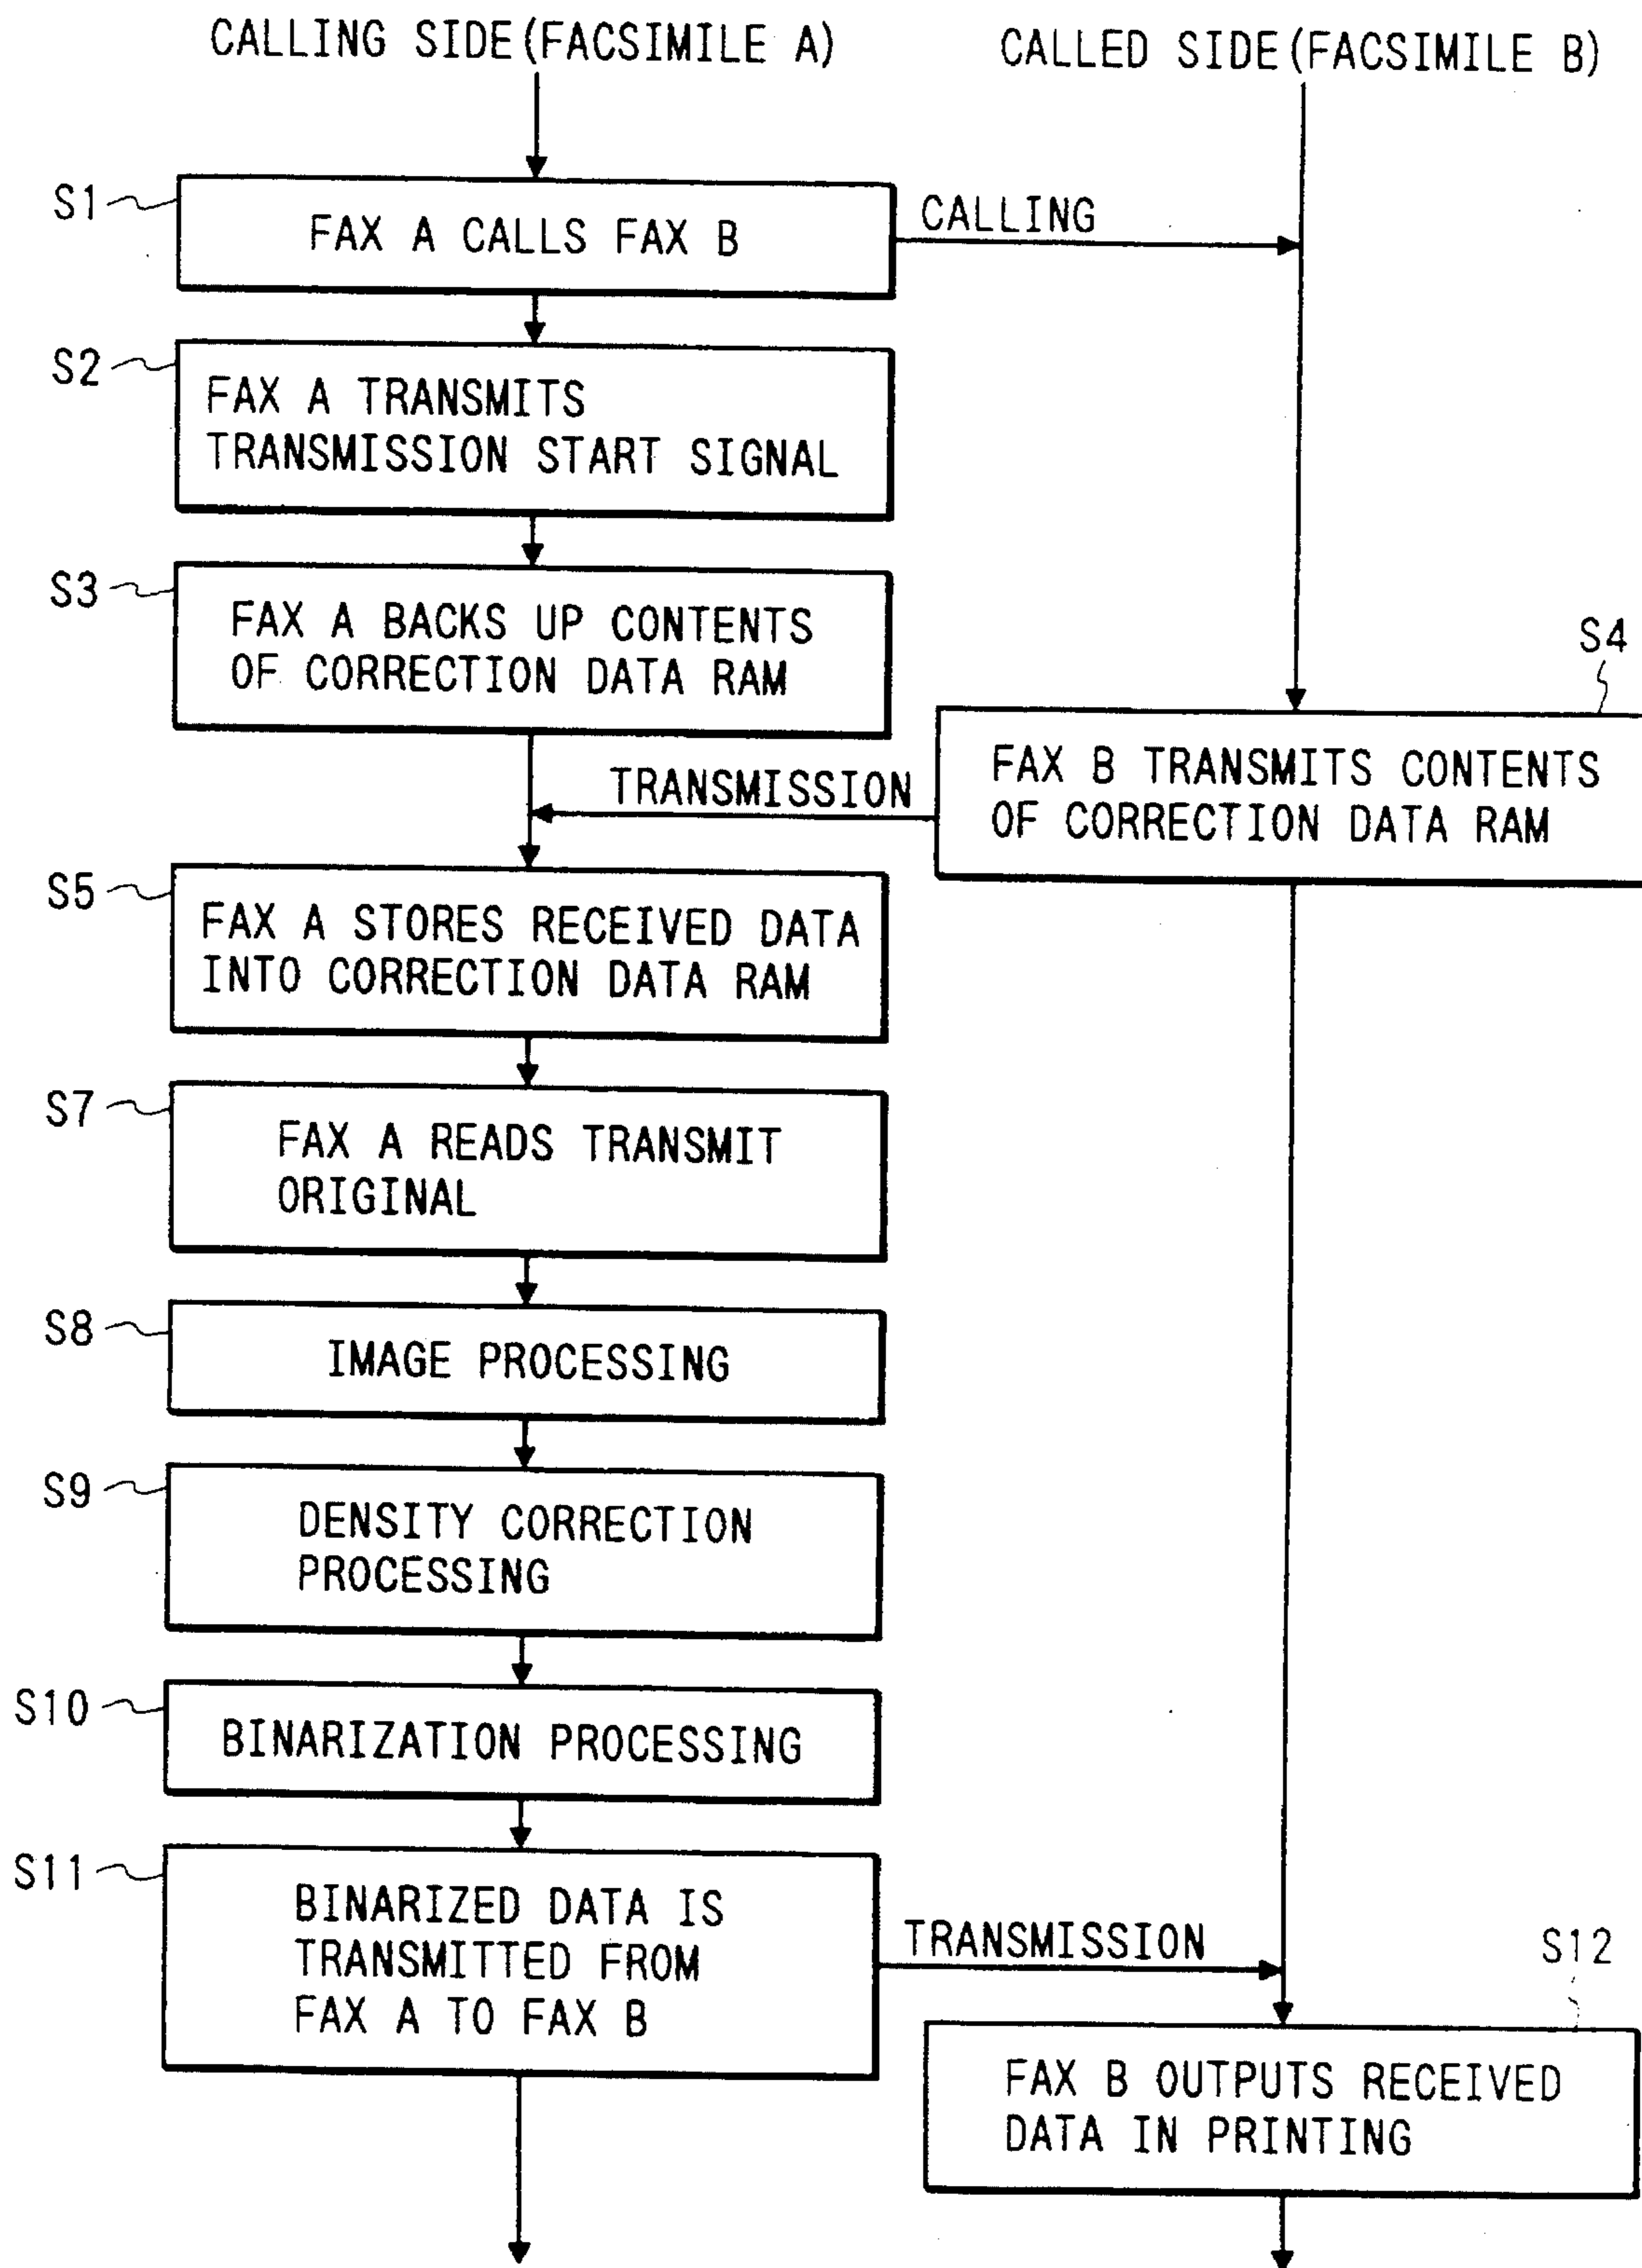 CALLING SIDE(FACSIMILE A)
CALLED SIDE(FACSIMILE B)
S1
FAX A CALLS FAX B
CALLING
S2
FAX A TRANSMITS
TRANSMISSION START SIGNAL
S3
FAX A BACKS UP CONTENTS
OF CORRECTION DATA RAM
S4
FAX B TRANSMITS CONTENTS
OF CORRECTION DATA RAM
TRANSMISSION
S5
FAX A STORES RECEIVED DATA
INTO CORRECTION DATA RAM
S7
FAX A READS TRANSMIT
ORIGINAL
S8
IMAGE PROCESSING
S9
DENSITY CORRECTION
PROCESSING
S10
BINARIZATION PROCESSING
S11
BINARIZED DATA IS
TRANSMITTED FROM
FAX A TO FAX B
TRANSMISSION
S12
FAX B OUTPUTS RECEIVED
DATA IN PRINTING